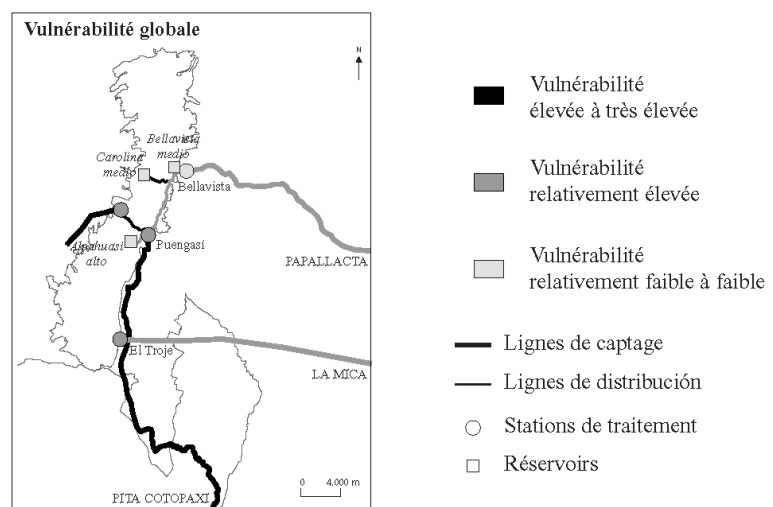 Vulnérabilité globale
N
Bellavista
medio
Carolina
medio
Bellavista
Alpahuasi
alto
Puengasí
PAPALLACTA
El Troje
LA MICA
PITA COTOPAXI
0 4.000 m
Vulnérabilité
élevée à très élevée
Vulnérabilité
relativement élevée
Vulnérabilité
relativement faible à faible
Lignes de captage
Lignes de distribución
Stations de traitement
Réservoirs